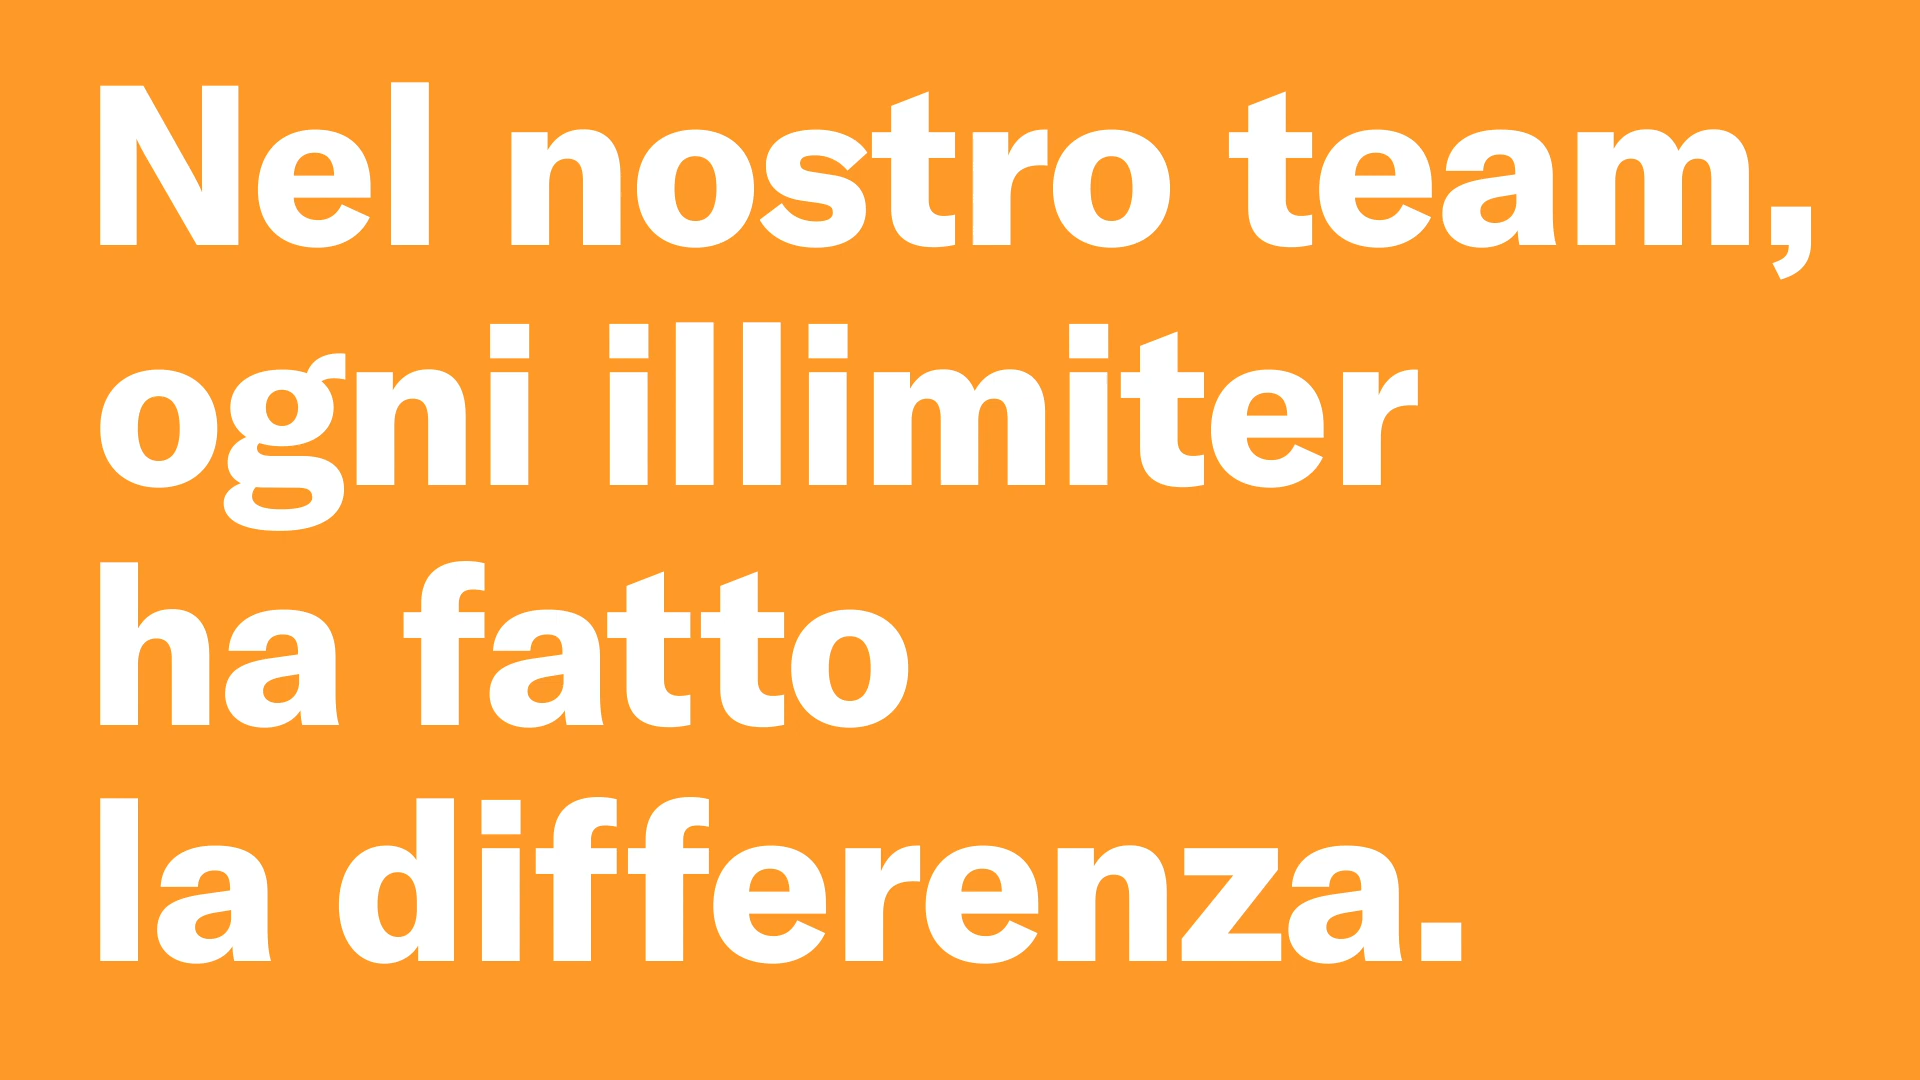 Nel nostro team,
ogni illimiter
ha fatto
la differenza.